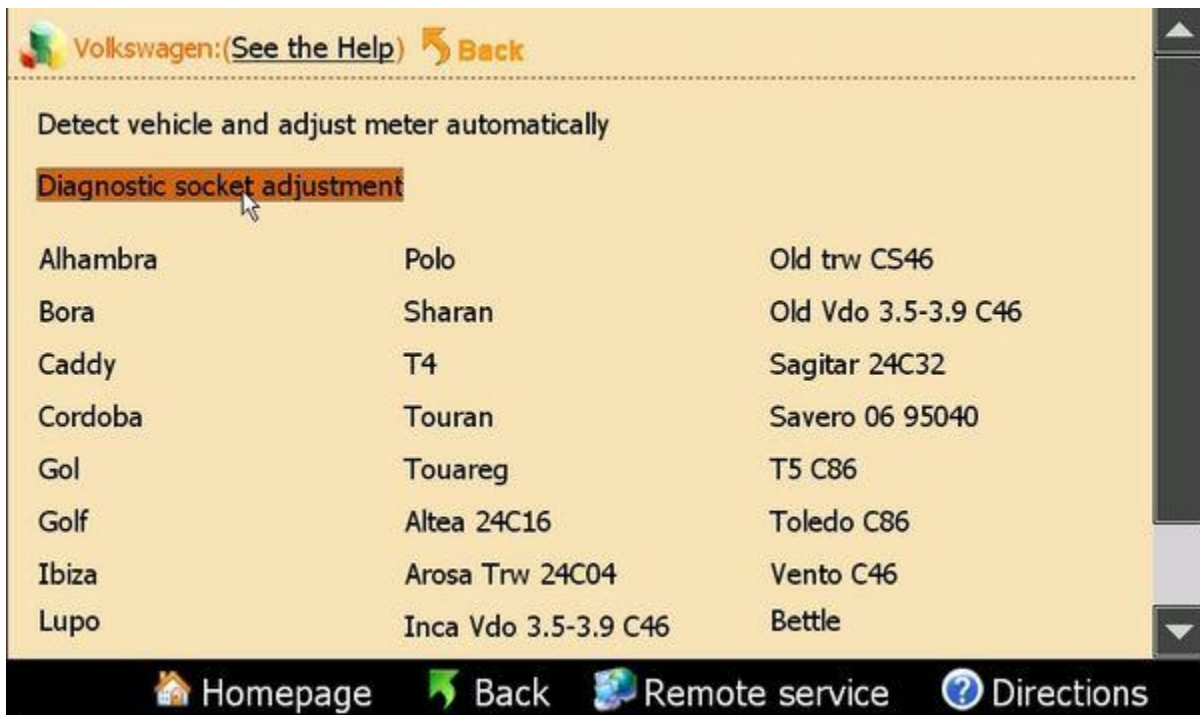 Volkswagen:(See the Help) Back
Detect vehicle and adjust meter automatically
Diagnostic socket adjustment
Alhambra Polo Old trw CS46
Bora Sharan Old Vdo 3.5-3.9 C46
Caddy T4 Sagitar 24C32
Cordoba Touran Savero 06 95040
Gol Touareg T5 C86
Golf Altea 24C16 Toledo C86
Ibiza Arosa Trw 24C04 Vento C46
Lupo Inca Vdo 3.5-3.9 C46 Bettle
Homepage Back Remote service ? Directions